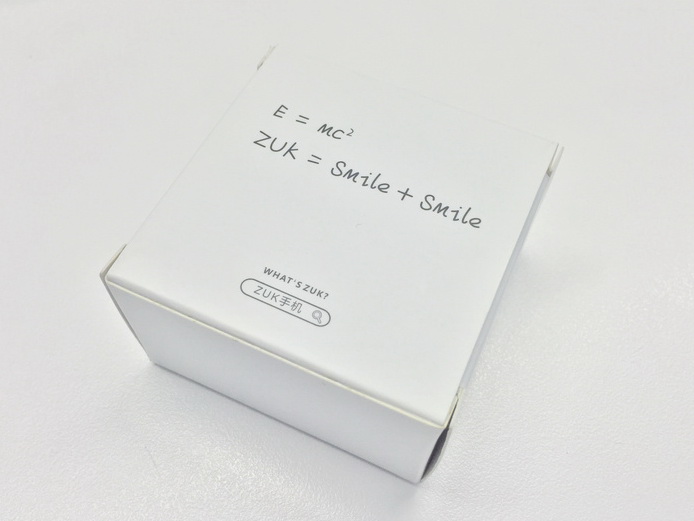 E = MC²
ZUK = Smile + Smile
WHAT'S ZUK?
ZUK手机